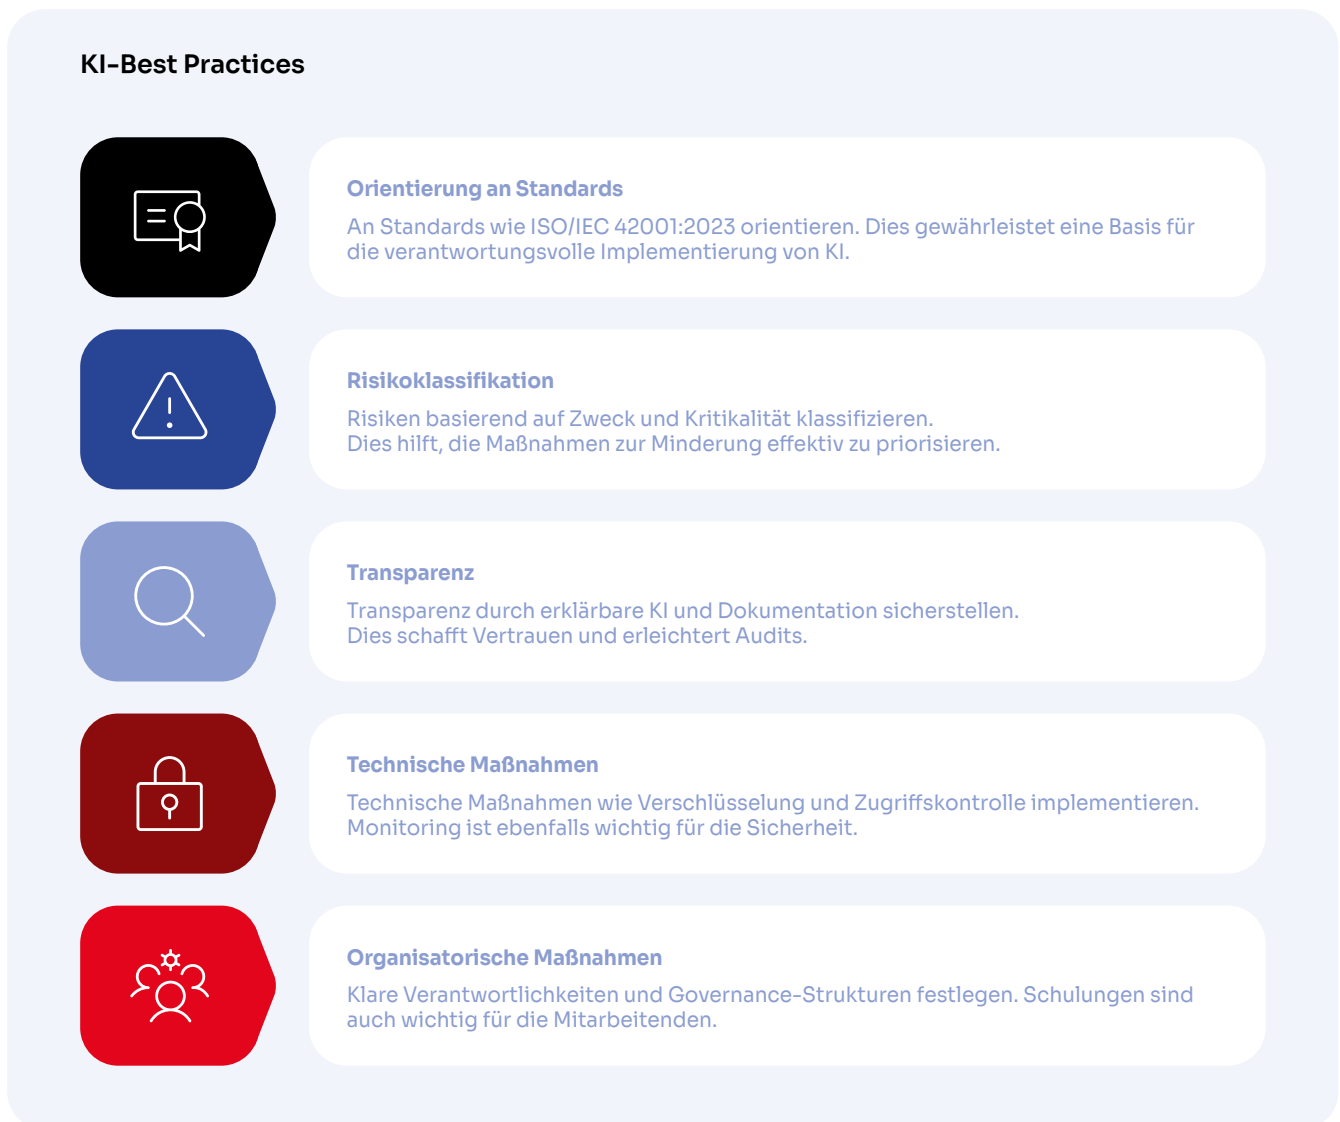 KI-Best Practices
Orientierung an Standards
An Standards wie ISO/IEC 42001:2023 orientieren. Dies gewährleistet eine Basis für
die verantwortungsvolle Implementierung von KI.
Risikoklassifikation
Risiken basierend auf Zweck und Kritikalität klassifizieren.
Dies hilft, die Maßnahmen zur Minderung effektiv zu priorisieren.
Transparenz
Transparenz durch erklärbare KI und Dokumentation sicherstellen.
Dies schafft Vertrauen und erleichtert Audits.
Technische Maßnahmen
Technische Maßnahmen wie Verschlüsselung und Zugriffskontrolle implementieren.
Monitoring ist ebenfalls wichtig für die Sicherheit.
Organisatorische Maßnahmen
Klare Verantwortlichkeiten und Governance-Strukturen festlegen. Schulungen sind
auch wichtig für die Mitarbeitenden.